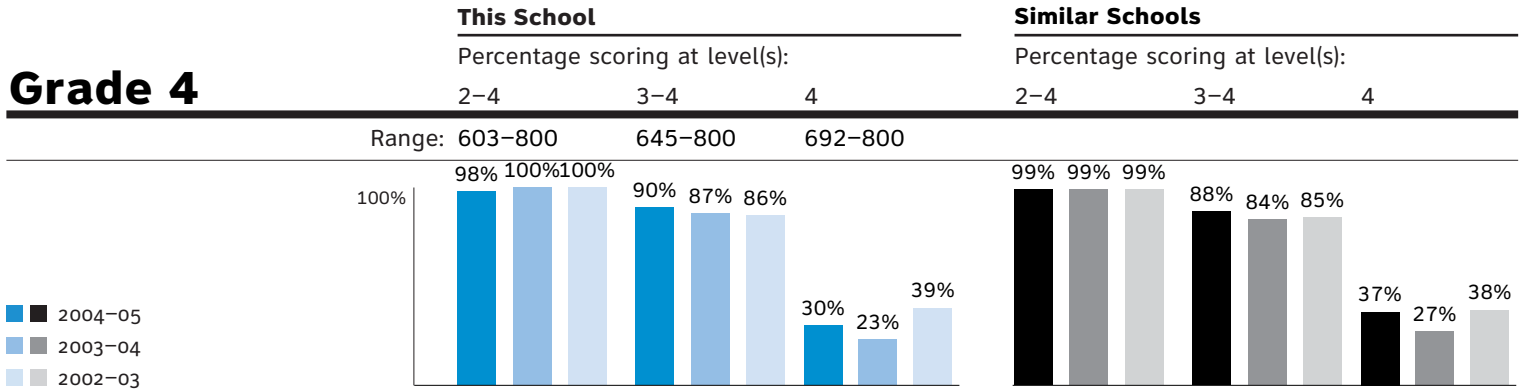 This School Similar Schools
Percentage scoring at level(s): Percentage scoring at level(s):
Grade 4 2–4 3–4 4 2–4 3–4 4
Range: 603–800 645–800 692–800
98% 100% 100% 90% 87% 86% 30% 23% 39% 99% 99% 99% 88% 84% 85% 37% 27% 38%
100%
2004–05
2003–04
2002–03